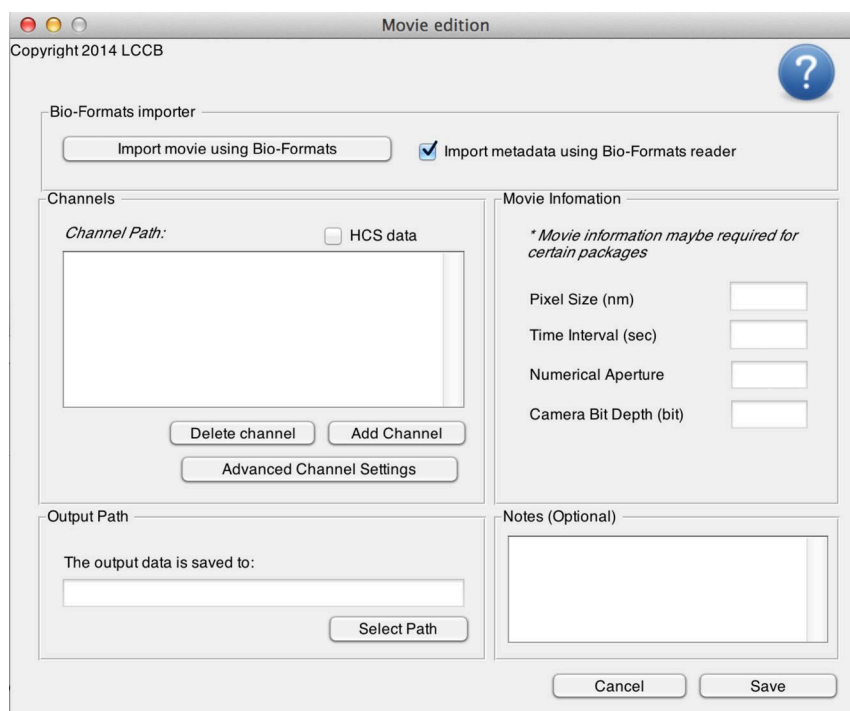 Movie edition
Copyright 2014 LCCB
?
Bio-Formats importer
Import movie using Bio-Formats
Import metadata using Bio-Formats reader
Channels
Channel Path:
HCS data
Delete channel
Add Channel
Advanced Channel Settings
Movie Infomation
* Movie information maybe required for
certain packages
Pixel Size (nm)
Time Interval (sec)
Numerical Aperture
Camera Bit Depth (bit)
Output Path
The output data is saved to:
Select Path
Notes (Optional)
Cancel
Save